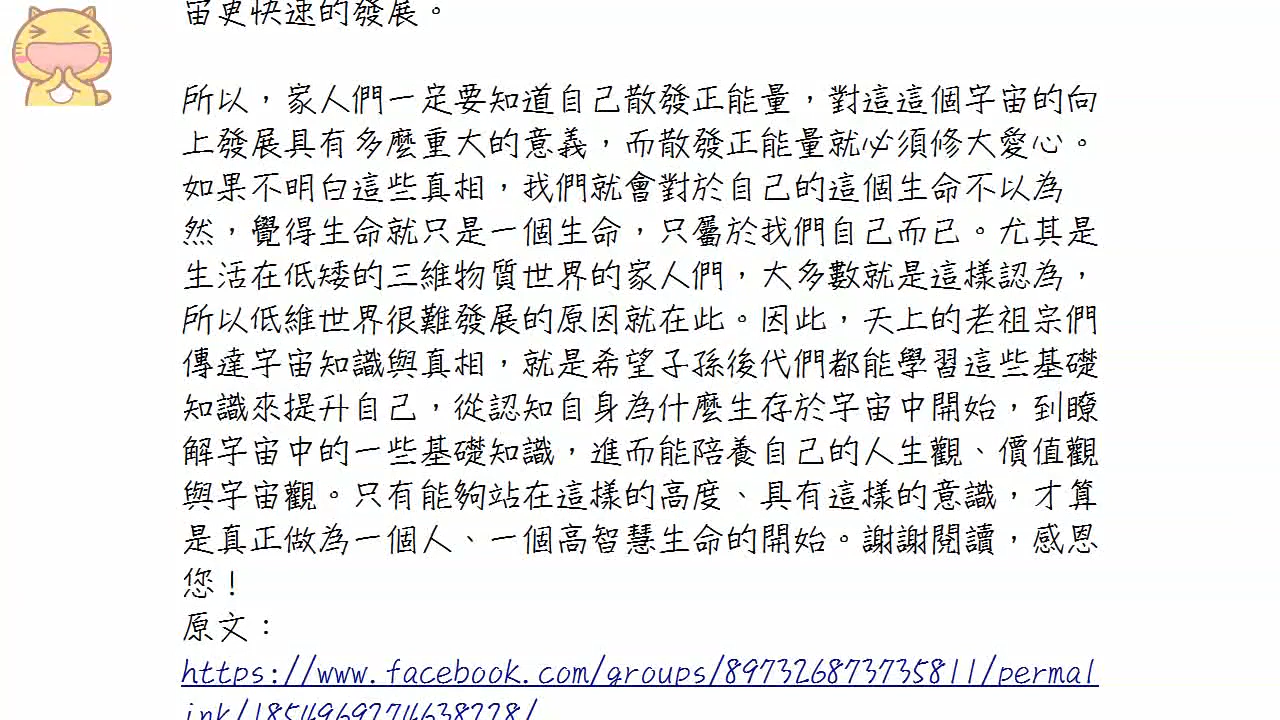 宙更快速的發展。
所以，家人們一定要知道自己散發正能量，對這這個宇宙的向
上發展具有多麼重大的意義，而散發正能量就必須修大愛心。
如果不明白這些真相，我們就會對於自己的這個生命不以為
然，覺得生命就只是一個生命，只屬於我們自己而已。尤其是
生活在低矮的三維物質世界的家人們，大多數就是這樣認為，
所以低維世界很難發展的原因就在此。因此，天上的老祖宗們
傳達宇宙知識與真相，就是希望子孫後代們都能學習這些基礎
知識來提升自己，從認知自身為什麼生存於宇宙中開始，到瞭
解宇宙中的一些基礎知識，進而能陪養自己的人生觀、價值觀
與宇宙觀。只有能夠站在這樣的高度、具有這樣的意識，才算
是真正做為一個人、一個高智慧生命的開始。謝謝閱讀，感恩
您！
原文：
https://www.facebook.com/groups/897326873735811/permal
ink/1854969274638228/